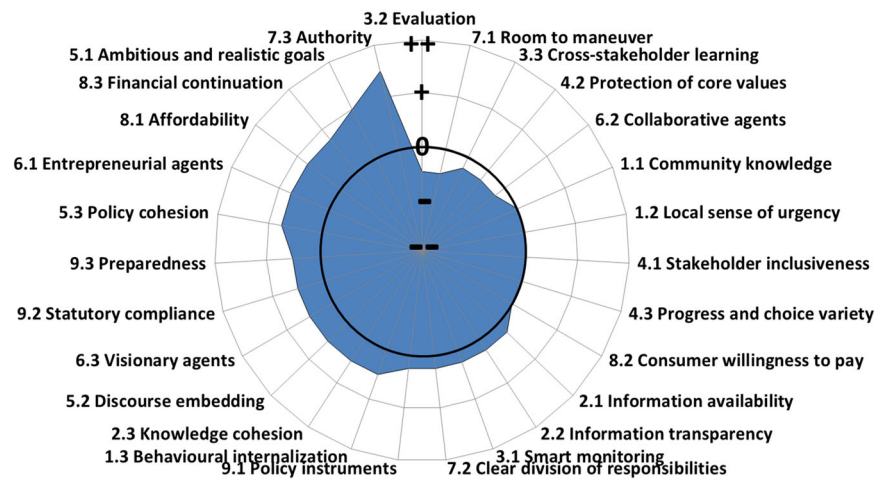 3.2 Evaluation
7.1 Room to maneuver
3.3 Cross-stakeholder learning
4.2 Protection of core values
6.2 Collaborative agents
1.1 Community knowledge
1.2 Local sense of urgency
4.1 Stakeholder inclusiveness
4.3 Progress and choice variety
8.2 Consumer willingness to pay
2.1 Information availability
2.2 Information transparency
3.1 Smart monitoring
7.2 Clear division of responsibilities
9.1 Policy instruments
1.3 Behavioural internalization
2.3 Knowledge cohesion
5.2 Discourse embedding
6.3 Visionary agents
9.2 Statutory compliance
9.3 Preparedness
5.3 Policy cohesion
6.1 Entrepreneurial agents
8.1 Affordability
8.3 Financial continuation
5.1 Ambitious and realistic goals
7.3 Authority
++
+
0
-
--